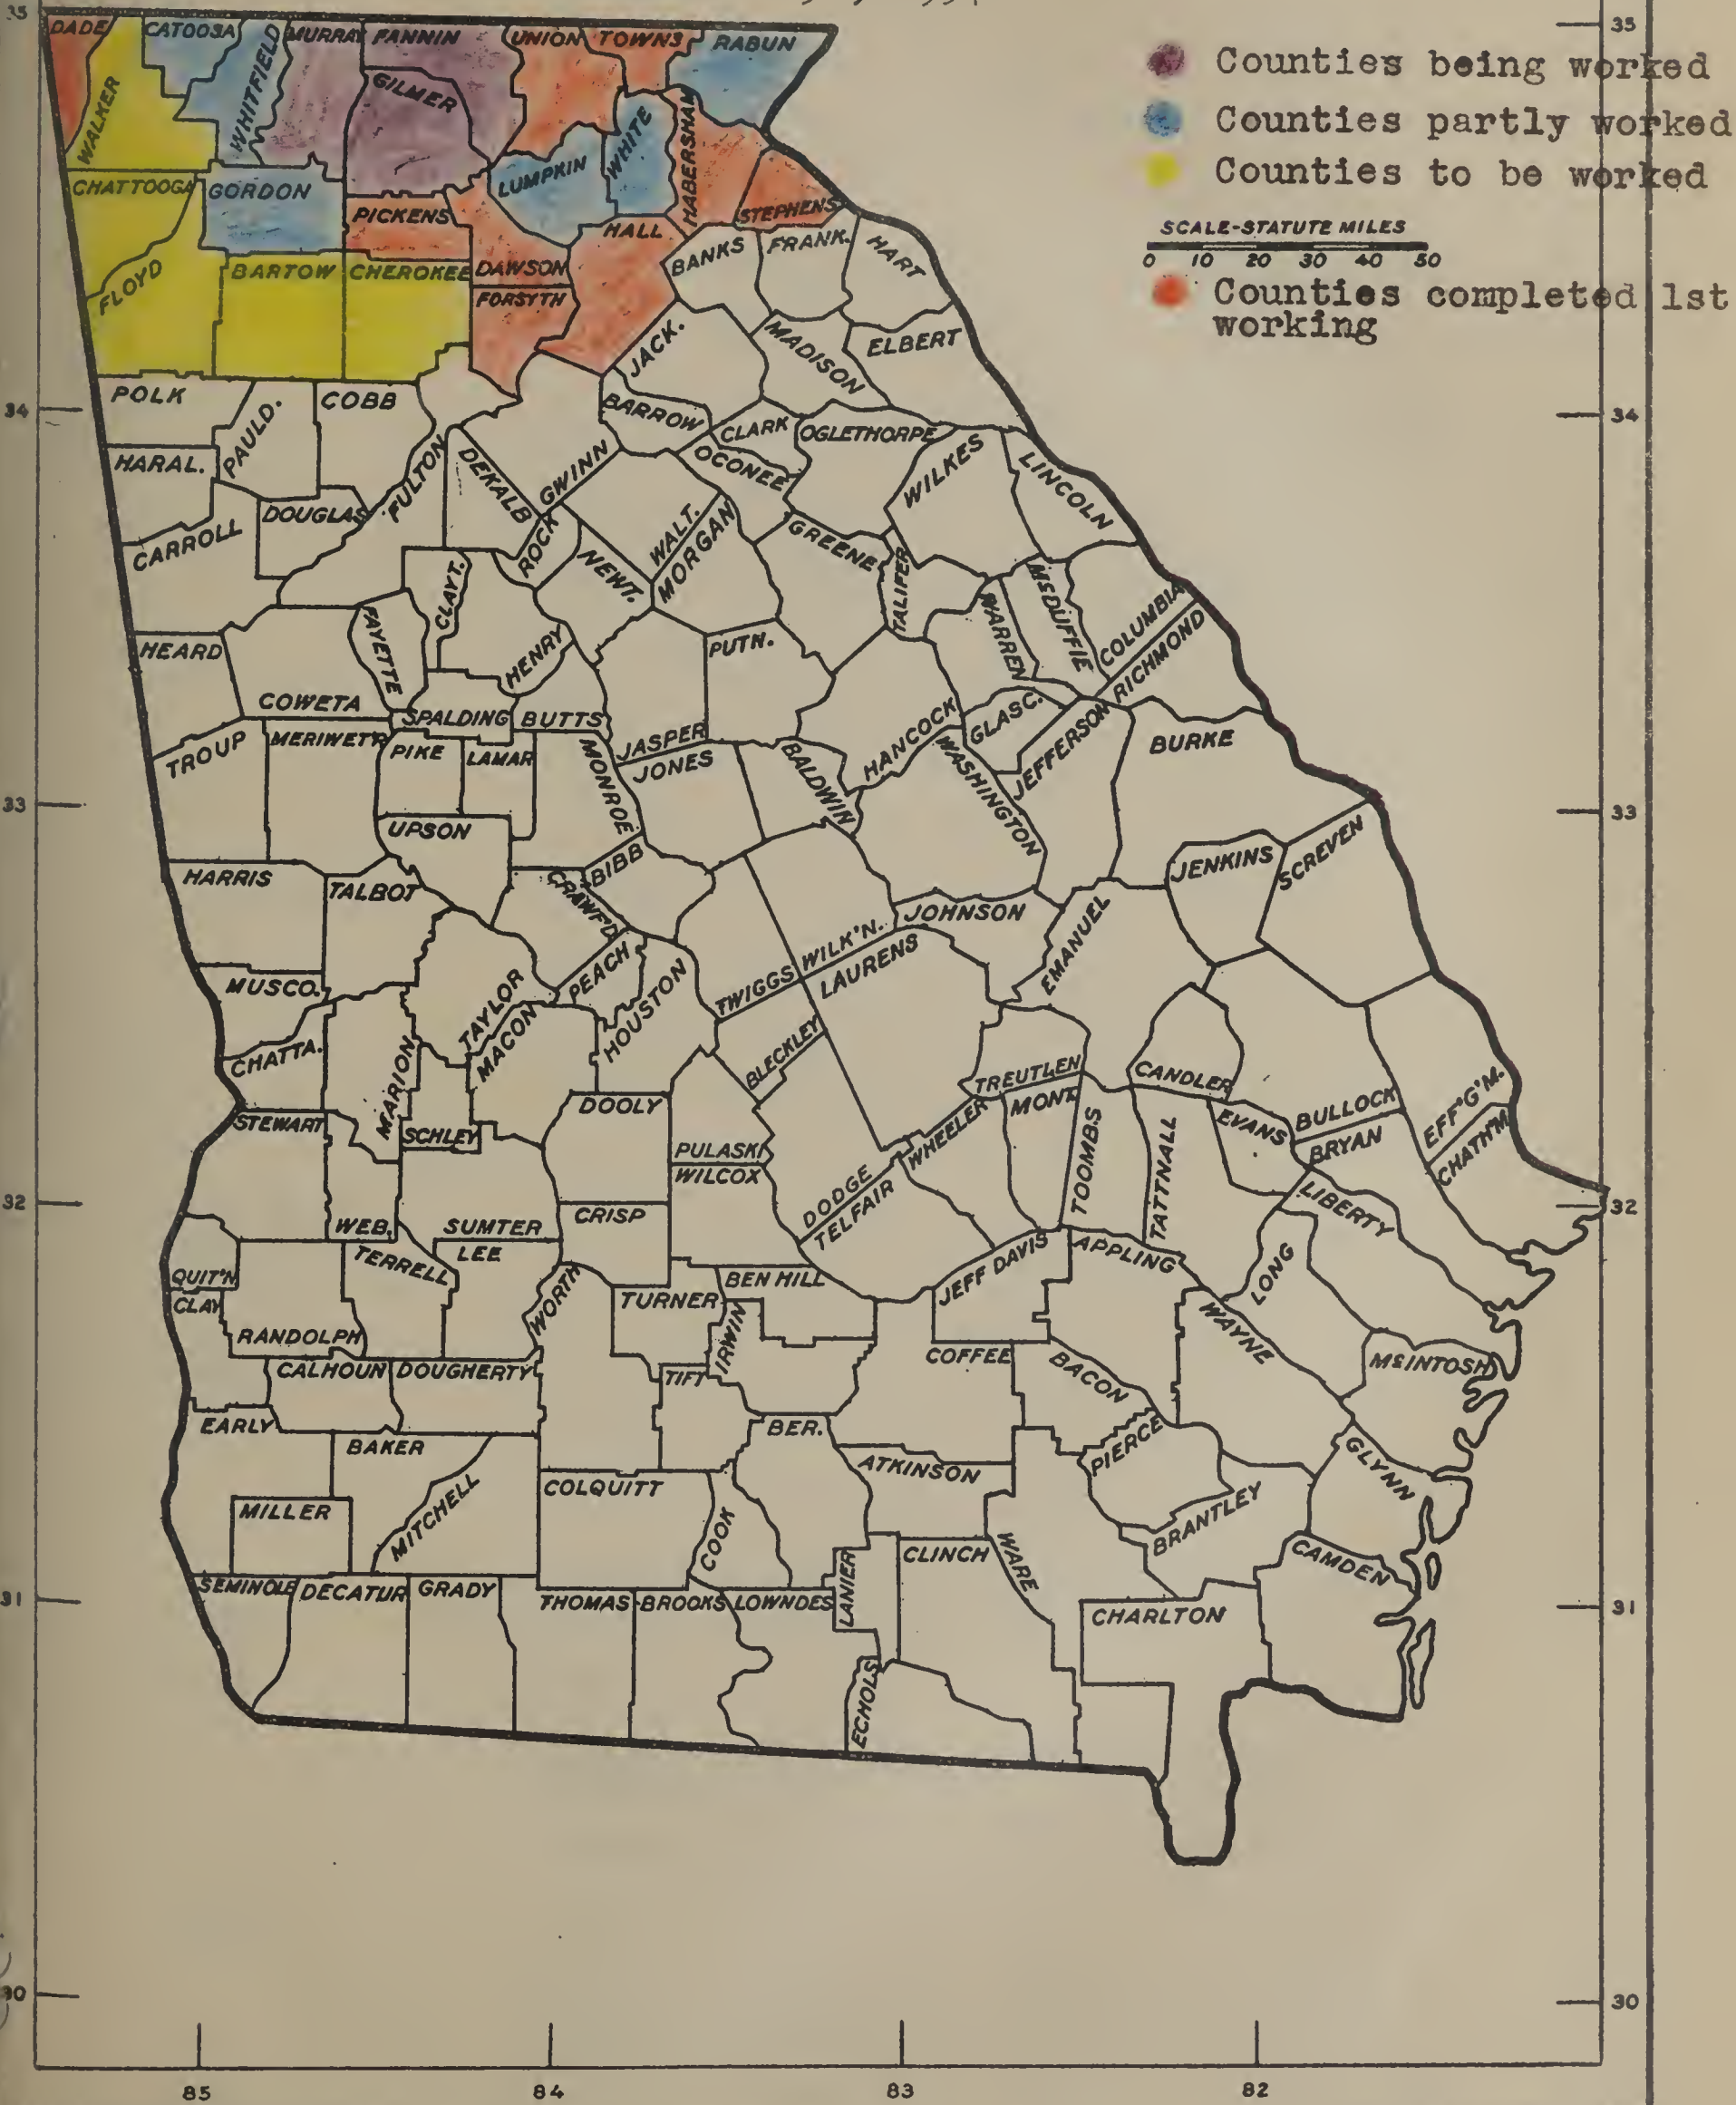 35
35
DADE
CATOOSA
WHITFIELD
MURRAY
FANNIN
UNION
TOWNS
RABUN
WALKER
GILMER
WHITE
HABERSHAM
LUMPKIN
CHATTOOGA
GORDON
PICKENS
STEPHENS
HALL
BANKS
FRANK.
HART
FLOYD
BARTOW
CHEROKEE
DAWSON
FORSYTH
Counties being worked
Counties partly worked
Counties to be worked
SCALE-STATUTE MILES
0 10 20 30 40 50
Counties completed 1st
working
JACK.
MADISON
ELBERT
34
34
POLK
PAULD.
COBB
BARROW
CLARK
OGLETHORPE
HARAL.
FULTON
DEKALB
GWINN
OCONEE
WILKES
LINCOLN
CARROLL
DOUGLAS
ROCK
NEWT.
WALT.
MORGAN
GREENE
TALIFER
CLAYT.
WARREN
McDUFFIE
COLUMBIA
RICHMOND
HEARD
FAYETTE
HENRY
PUTN.
COWETA
SPALDING
BUTTS
JASPER
HANCOCK
GLASC.
JEFFERSON
BURKE
TROUP
MERIWET'R
PIKE
LAMAR
MONROE
JONES
BALDWIN
WASHINGTON
33
33
UPSON
BIBB
HARRIS
TALBOT
CRAWF'D
JENKINS
SCREVEN
JOHNSON
EMANUEL
MUSCO.
TAYLOR
PEACH
HOUSTON
TWIGGS
WILK'N.
LAURENS
CHATTA.
MARION
MACON
BLECKLEY
TREUTLEN
CANDLER
STEWART
SCHLEY
DOOLY
PULASKI
WILCOX
WHEELER
MONT
TOOMBS
TATTNALL
EVANS
BULLOCK
BRYAN
EFF'G'M.
CHATH'M
32
32
WEB.
SUMTER
CRISP
DODGE
TELFAIR
LIBERTY
QUIT'N
TERRELL
LEE
WORTH
BEN HILL
JEFF DAVIS
APPLING
LONG
CLAY
RANDOLPH
TURNER
IRWIN
WAYNE
CALHOUN
DOUGHERTY
TIFT
COFFEE
BACON
McINTOSH
EARLY
BAKER
BER.
ATKINSON
PIERCE
GLYNN
MILLER
MITCHELL
COLQUITT
COOK
BRANTLEY
LANIER
CLINCH
WARE
CAMDEN
31
31
SEMINOLE
DECATUR
GRADY
THOMAS
BROOKS
LOWNDES
CHARLTON
ECHOLS
30
30
85
84
83
82